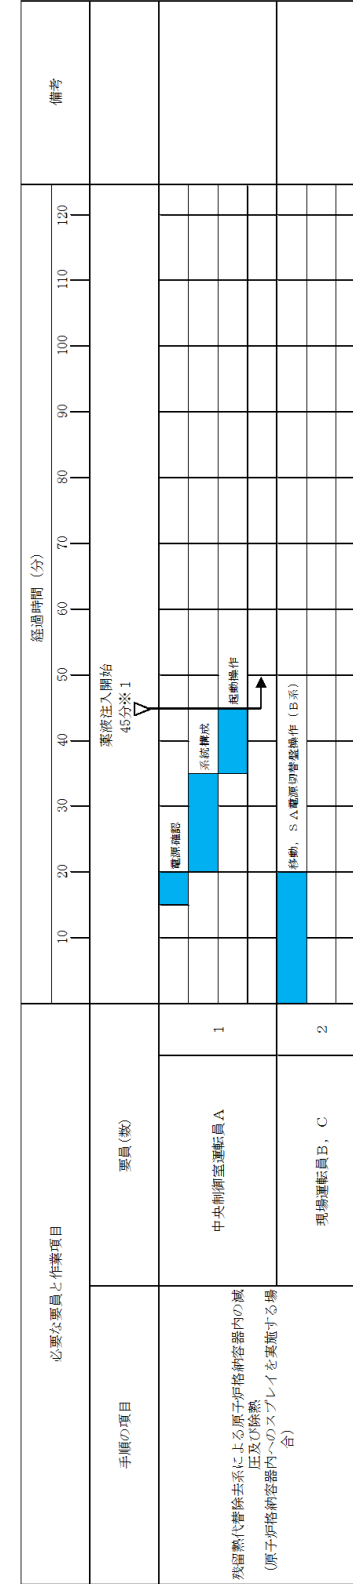 必要な要員と作業項目
経過時間（分）
備考
10 20 30 40 50 60 70 80 90 100 110 120
手順の項目
要員(数)
薬液注入開始
45分※1
残留熱代替除去系による原子炉格納容器内の減
圧及び除熱
(原子炉格納容器内へのスプレイを実施する場
合)
中央制御室運転員Ａ
1
電源確認
系統構成
起動操作
現場運転員Ｂ，Ｃ
2
移動，ＳＡ電源切替盤操作（Ｂ系）